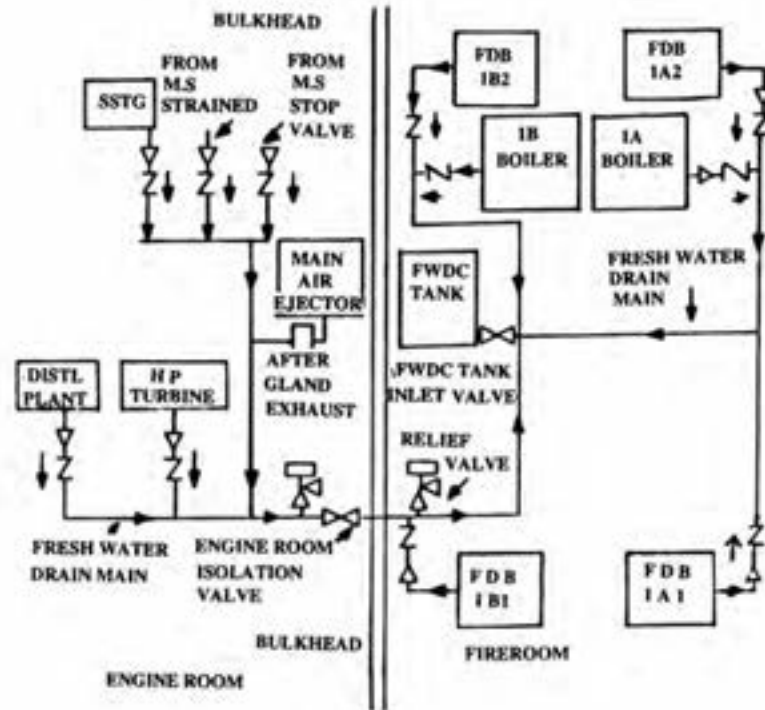 BULKHEAD
FROM
M.S
STRAINED
FROM
M.S
STOP
VALVE
SSTG
FDB
1B2
FDB
1A2
1B
BOILER
1A
BOILER
MAIN
AIR
EJECTOR
FWDC
TANK
FRESH WATER
DRAIN
MAIN
AFTER
GLAND
EXHAUST
FWDC TANK
INLET VALVE
DISTL
PLANT
H P
TURBINE
RELIEF
VALVE
FRESH WATER
DRAIN MAIN
ENGINE ROOM
ISOLATION
VALVE
F D B
1B1
F D B
1 A 1
BULKHEAD
FIREROOM
ENGINE ROOM